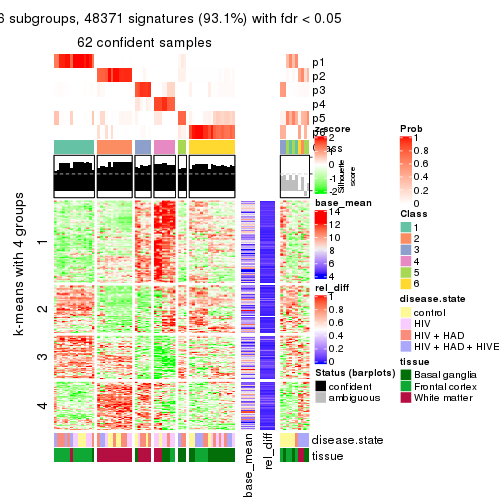 6 subgroups, 48371 signatures (93.1%) with fdr < 0.05
62 confident samples
p1
p2
p3
p4
p5
p6
Class
z-score
2
1
0
-1
-2
Silhouette
score
k-means with 4 groups
1
2
3
4
base_mean
14
12
10
8
6
4
rel_diff
1
0.8
0.6
0.4
0.2
0
Status (barplots)
confident
ambiguous
Prob
1
0.8
0.6
0.4
0.2
0
Class
1
2
3
4
5
6
disease.state
control
HIV
HIV + HAD
HIV + HAD + HIVE
tissue
Basal ganglia
Frontal cortex
White matter
disease.state
tissue
base_mean
rel_diff